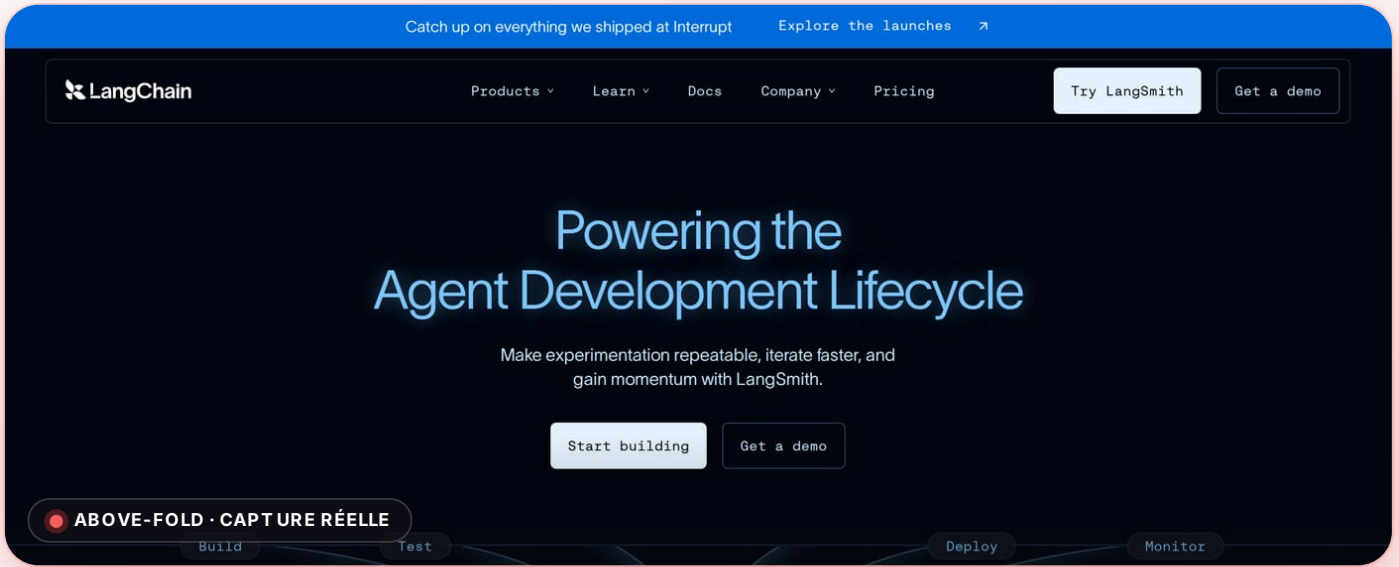 Catch up on everything we shipped at Interrupt Explore the launches
LangChain Products Learn Docs Company Pricing Try LangSmith Get a demo
Powering the
Agent Development Lifecycle
Make experimentation repeatable, iterate faster, and
gain momentum with LangSmith.
Start building Get a demo
ABOVE-FOLD · CAPTURE RÉELLE
Build Test Deploy Monitor